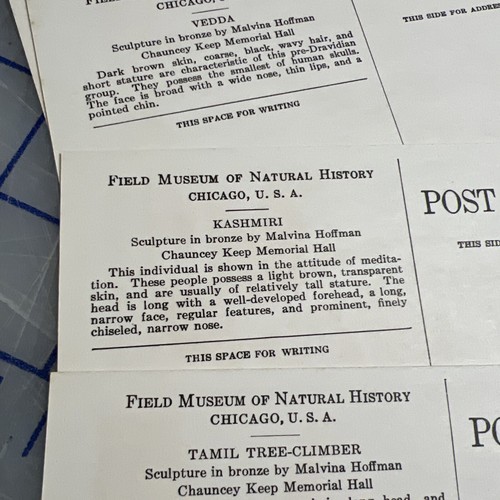 CHICAGO,
VEDDA
Sculpture in bronze by Malvina Hoffman
Chauncey Keep Memorial Hall
Dark brown skin, coarse, black, wavy hair, and
short stature are characteristic of this pre-Dravidian
group. They possess the smallest of human skulls.
The face is broad with a wide nose, thin lips, and a
pointed chin.
THIS SPACE FOR WRITING
THIS SIDE FOR ADDRE
FIELD MUSEUM OF NATURAL HISTORY
CHICAGO, U. S. A.
KASHMIRI
Sculpture in bronze by Malvina Hoffman
Chauncey Keep Memorial Hall
This individual is shown in the attitude of medita-
tion. These people possess a light brown, transparent
skin, and are usually of relatively tall stature. The
head is long with a well-developed forehead, a long,
narrow face, regular features, and prominent, finely
chiseled, narrow nose.
THIS SPACE FOR WRITING
POST
THIS SID
FIELD MUSEUM OF NATURAL HISTORY
CHICAGO, U. S. A.
TAMIL TREE-CLIMBER
Sculpture in bronze by Malvina Hoffman
Chauncey Keep Memorial Hall
PO